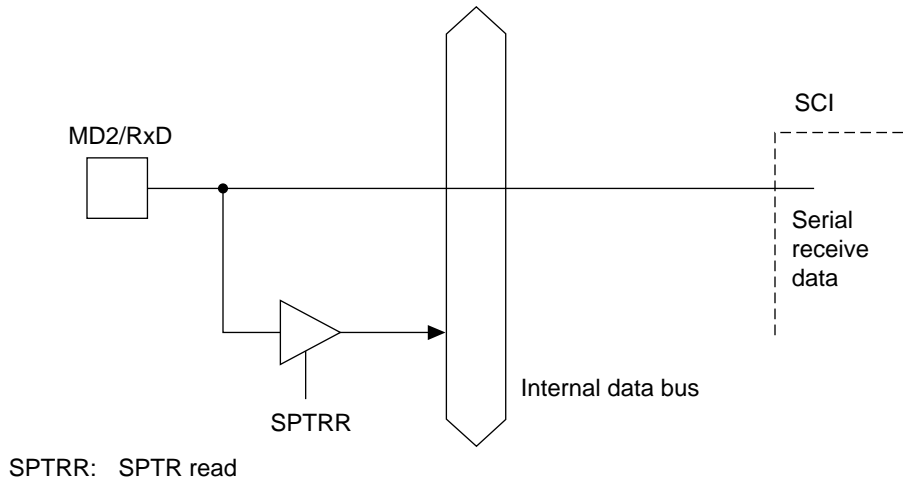 SCI
MD2/RxD
Serial
receive
data
Internal data bus
SPTRR
SPTRR: SPTR read